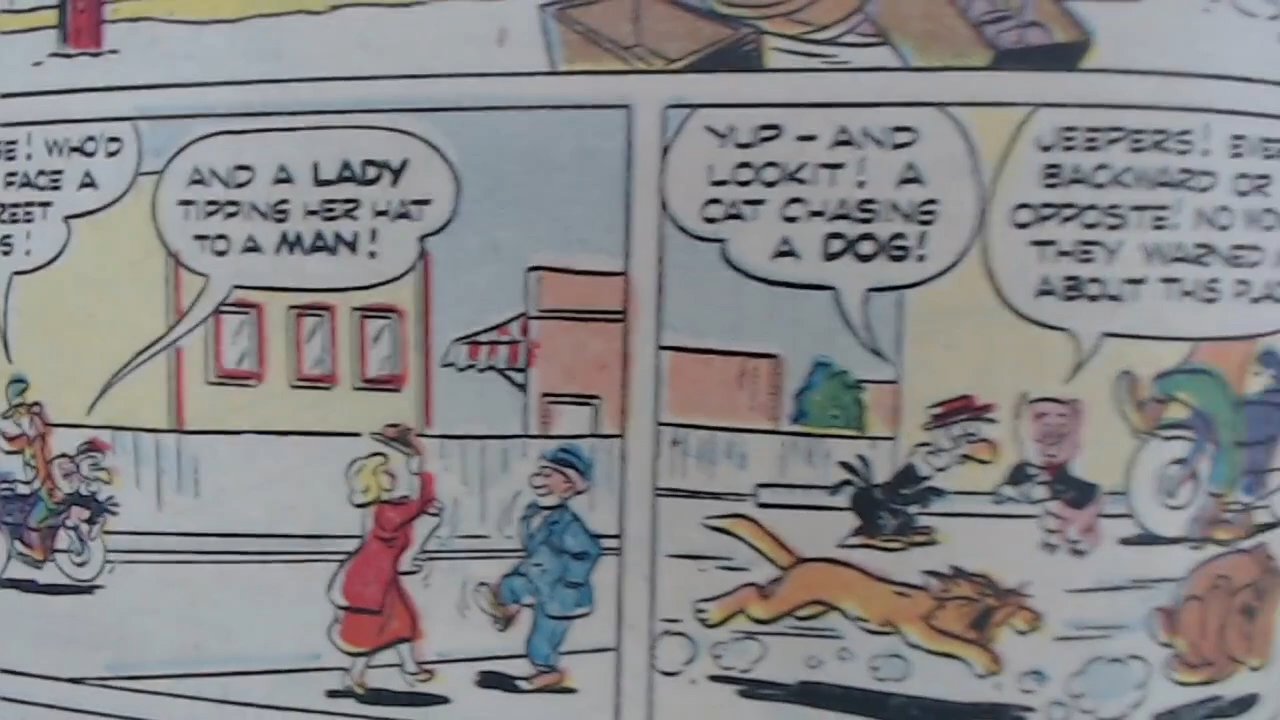 WHO'D
FACE A
AND A LADY
TIPPING HER HAT
TO A MAN!
YUP - AND
LOOKIT! A
CAT CHASING
A DOG!
JEEPERS!
BACKWARD OR
OPPOSITE! NO
THEY WARNED
ABOUT THIS